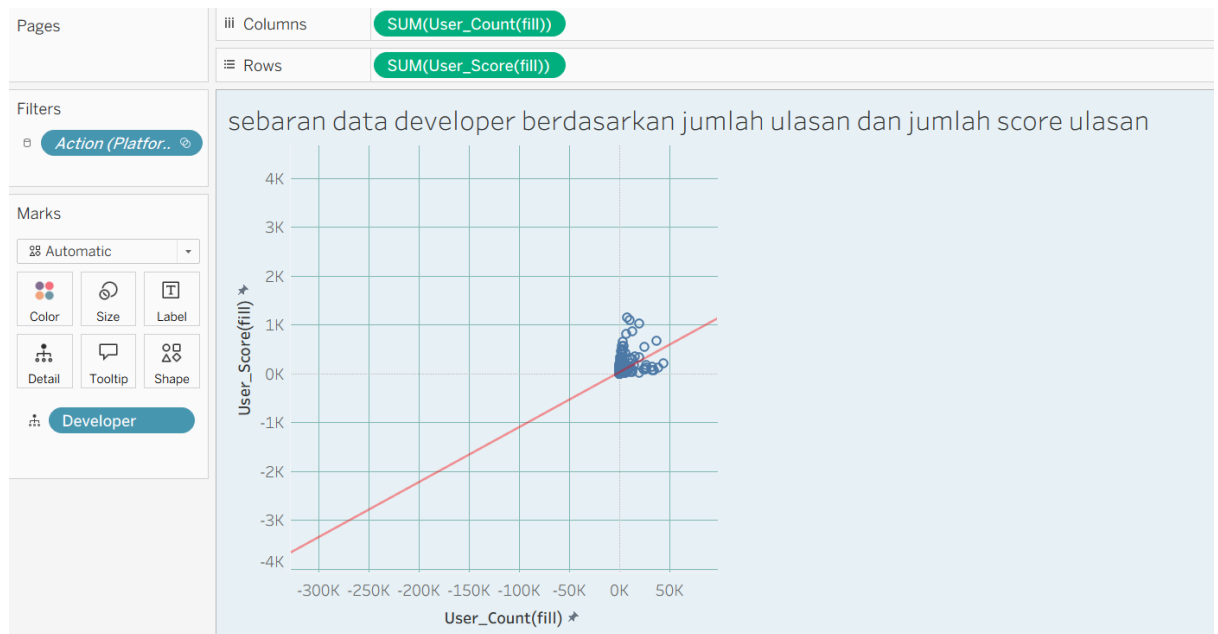 Pages
iii Columns
SUM(User_Count(fill))
Rows
SUM(User_Score(fill))
Filters
Action (Platfor..
Marks
Automatic
Color
Size
Label
Detail
Tooltip
Shape
Developer
sebaran data developer berdasarkan jumlah ulasan dan jumlah score ulasan
User_Score(fill)
4K
3K
2K
1K
0K
-1K
-2K
-3K
-4K
-300K -250K -200K -150K -100K -50K 0K 50K
User_Count(fill)